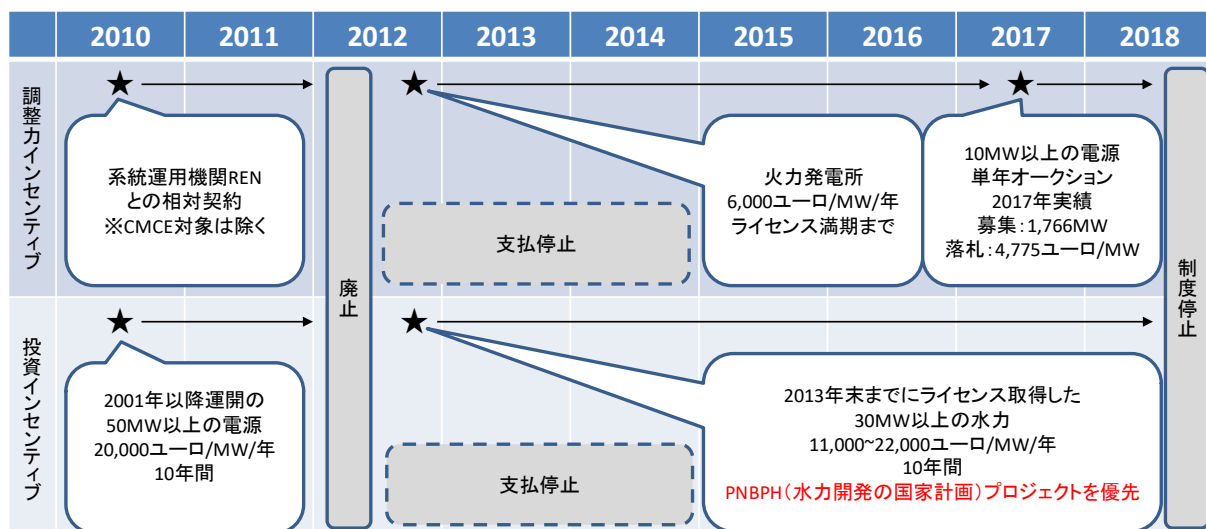 2010 2011 2012 2013 2014 2015 2016 2017 2018
調整力インセンティブ
★
★
★
系統運用機関REN
との相対契約
※CMCE対象は除く
廃止
支払停止
火力発電所
6,000ユーロ/MW/年
ライセンス満期まで
10MW以上の電源
単年オークション
2017年実績
募集：1,766MW
落札：4,775ユーロ/MW
制度停止
投資インセンティブ
★
★
2001年以降運開の
50MW以上の電源
20,000ユーロ/MW/年
10年間
支払停止
2013年末までにライセンス取得した
30MW以上の水力
11,000~22,000ユーロ/MW/年
10年間
PNBPH（水力開発の国家計画）プロジェクトを優先